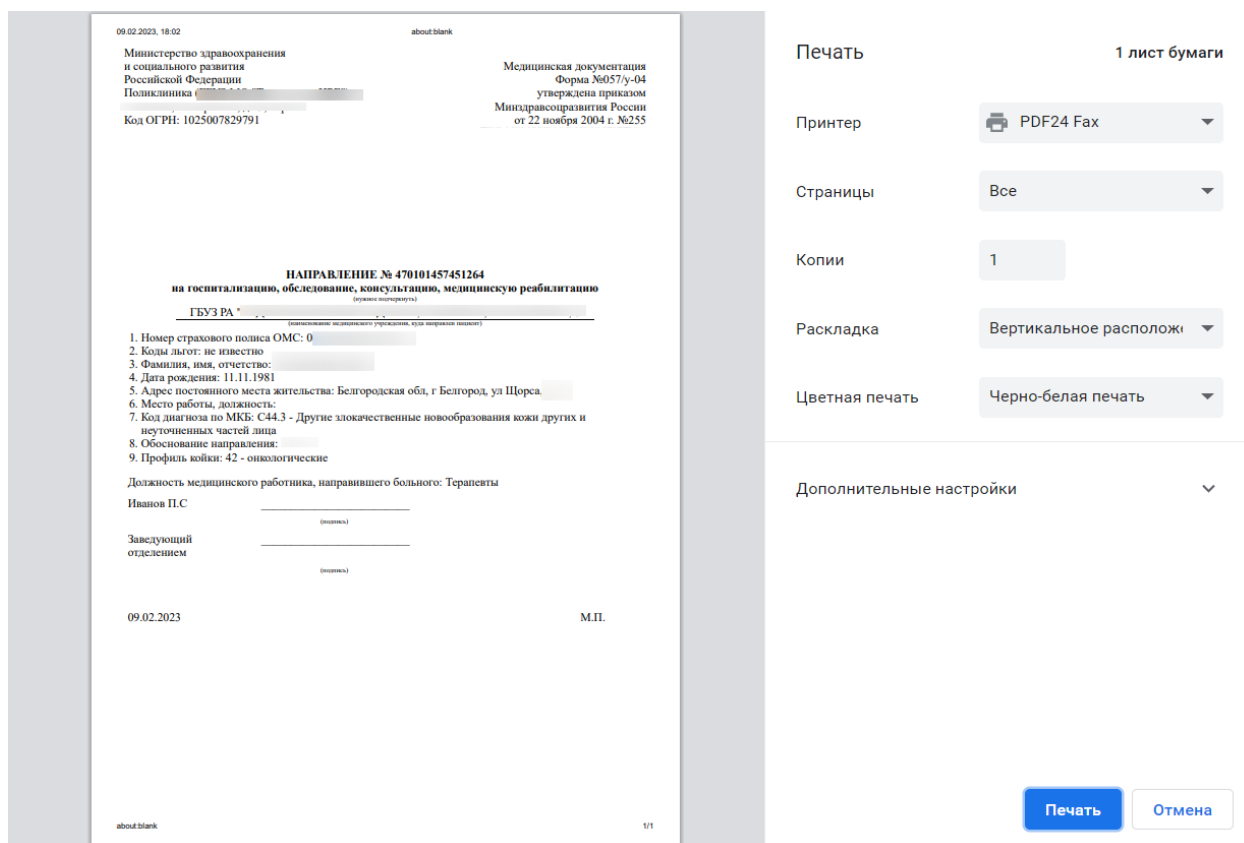 09.02.2023, 18:02
about:blank
Министерство здравоохранения
и социального развития
Российской Федерации
Поликлиника
Код ОГРН: 1025007829791
Медицинская документация
Форма №057/у-04
утверждена приказом
Минздравсоцразвития России
от 22 ноября 2004 г. №255
НАПРАВЛЕНИЕ № 470101457451264
на госпитализацию, обследование, консультацию, медицинскую реабилитацию
(нужное подчеркнуть)
ГБУЗ РА "
(наименование медицинского учреждения, куда направлен пациент)
1. Номер страхового полиса ОМС: 0
2. Коды льгот: не известно
3. Фамилия, имя, отчетство:
4. Дата рождения: 11.11.1981
5. Адрес постоянного места жительства: Белгородская обл, г Белгород, ул Щорса,
6. Место работы, должность:
7. Код диагноза по МКБ: C44.3 - Другие злокачественные новообразования кожи других и
неуточненных частей лица
8. Обоснование направления:
9. Профиль койки: 42 - онкологические
Должность медицинского работника, направившего больного: Терапевты
Иванов П.С
(подпись)
Заведующий
отделением
(подпись)
09.02.2023
М.П.
about:blank
1/1
Печать
1 лист бумаги
Принтер
PDF24 Fax
Страницы
Все
Копии
1
Раскладка
Вертикальное располож
Цветная печать
Черно-белая печать
Дополнительные настройки
Печать
Отмена